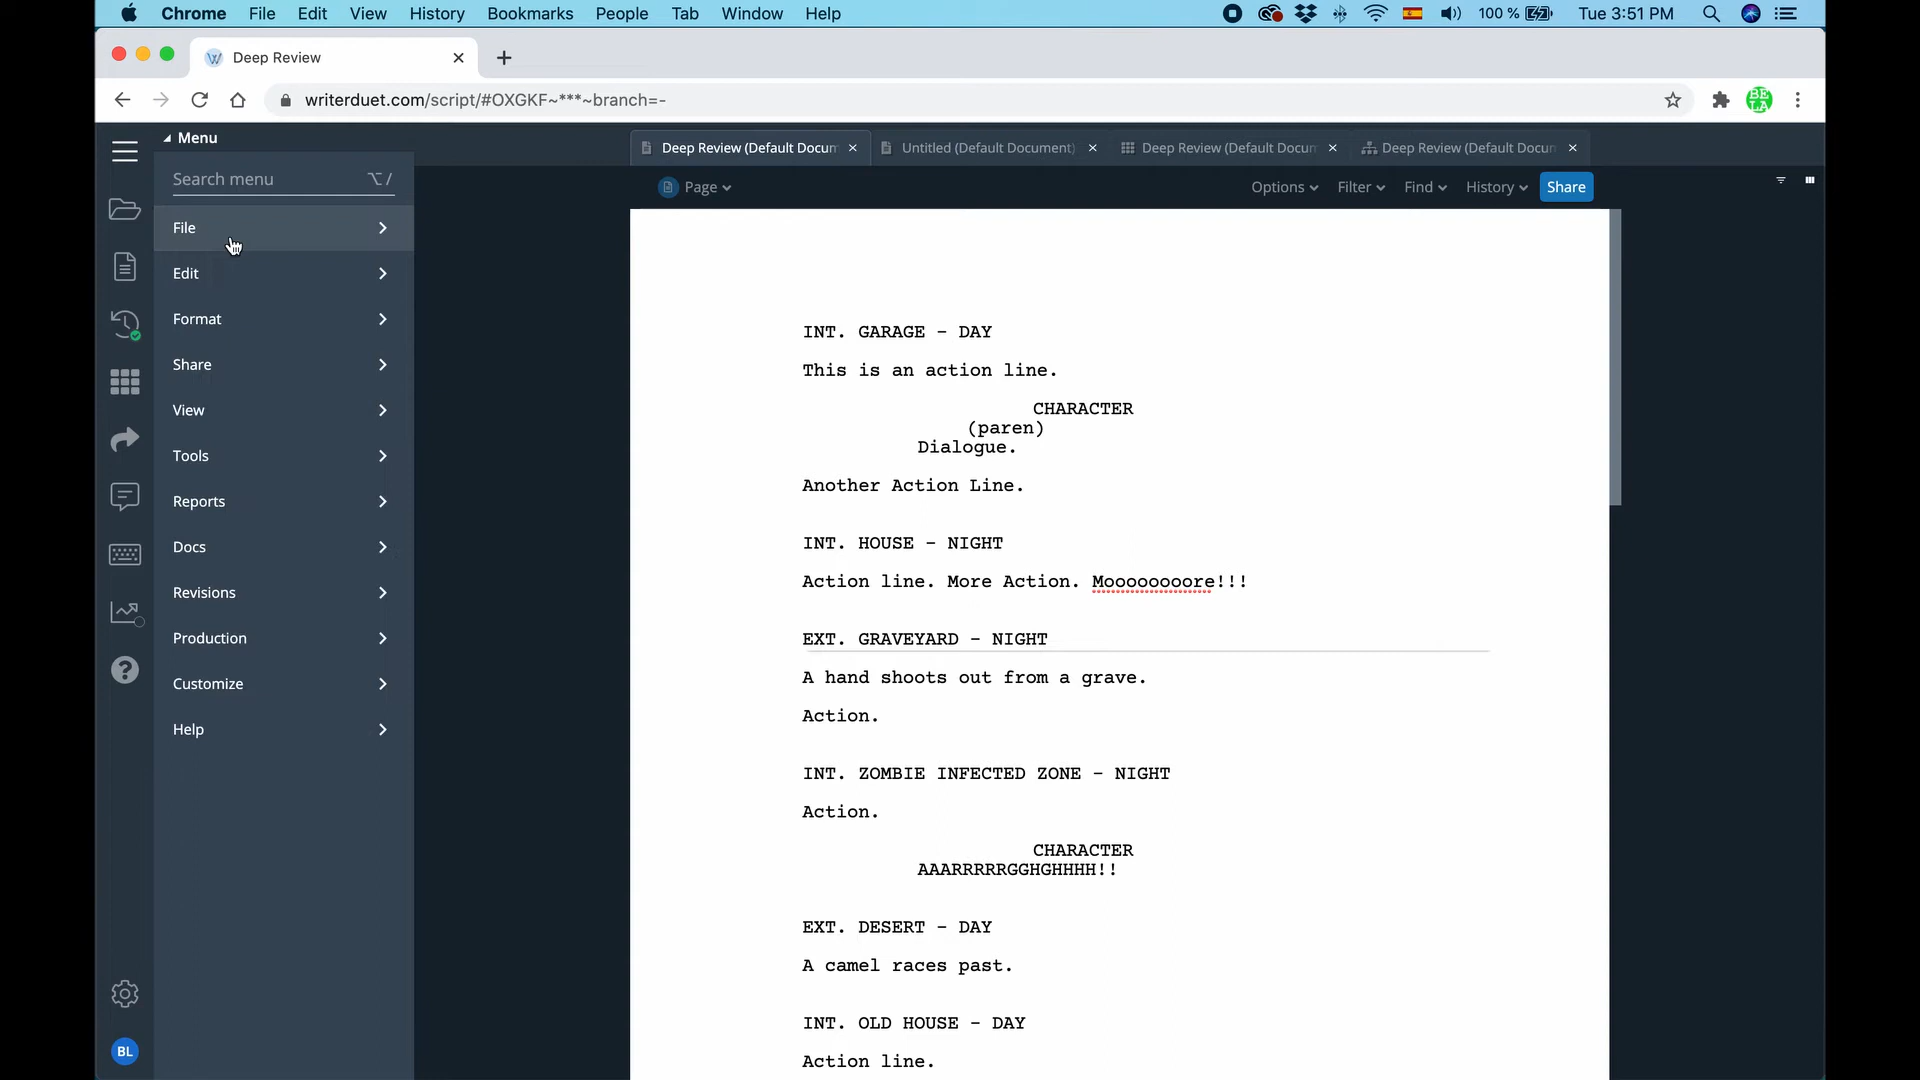 Chrome File Edit View History Bookmarks People Tab Window Help 100 % Tue 3:51 PM
W Deep Review
writerduet.com/script/#OXGKF~***~branch=-
BE
LA
Menu
Deep Review (Default Docum
Untitled (Default Document)
Deep Review (Default Docum
Deep Review (Default Docum
Search menu ⌥ /
Page
Options Filter Find History Share
File
Edit
Format
Share
View
Tools
Reports
Docs
Revisions
Production
Customize
Help
BL
INT. GARAGE - DAY
This is an action line.
CHARACTER
(paren)
Dialogue.
Another Action Line.
INT. HOUSE - NIGHT
Action line. More Action. Mooooooooore!!!
EXT. GRAVEYARD - NIGHT
A hand shoots out from a grave.
Action.
INT. ZOMBIE INFECTED ZONE - NIGHT
Action.
CHARACTER
AAARRRRRGGHGHHHH!!
EXT. DESERT - DAY
A camel races past.
INT. OLD HOUSE - DAY
Action line.